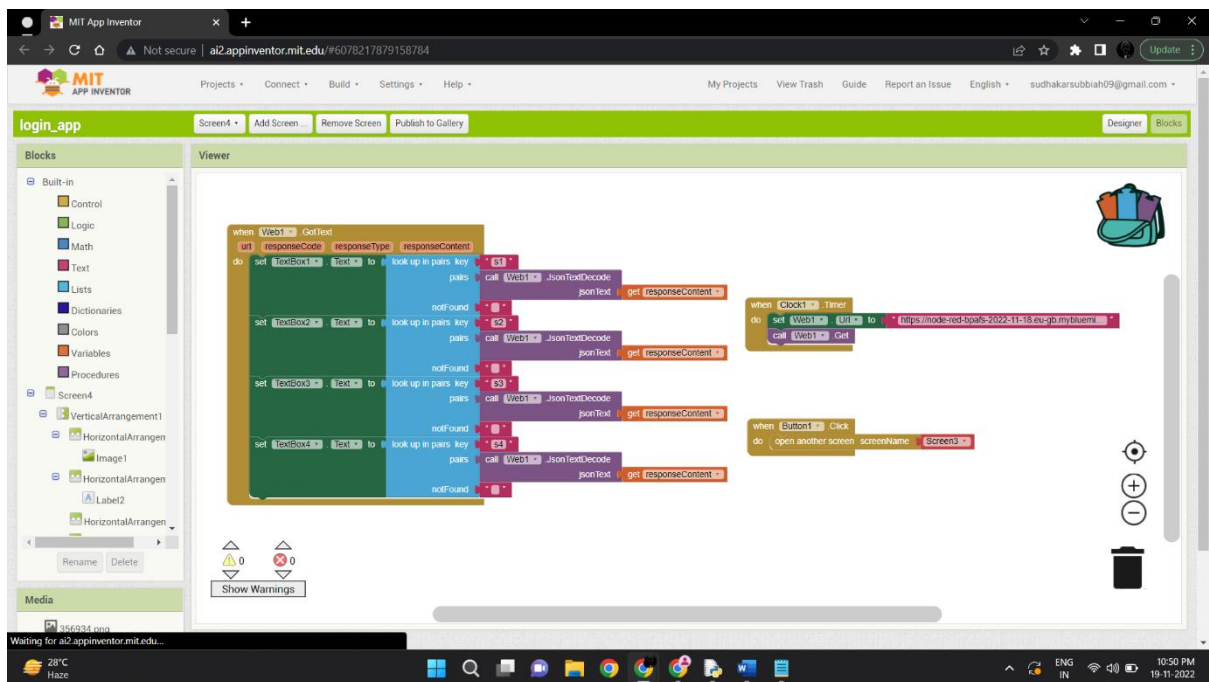 MIT App Inventor
Not secure | ai2.appinventor.mit.edu/#6078217879158784
Update
MIT
APP INVENTOR
Projects Connect Build Settings Help My Projects View Trash Guide Report an Issue English sudhakarsubbiah09@gmail.com
login_app Screen4 Add Screen ... Remove Screen Publish to Gallery Designer Blocks
Blocks
Built-in
Control
Logic
Math
Text
Lists
Dictionaries
Colors
Variables
Procedures
Screen4
VerticalArrangement1
HorizontalArrangen
Image1
HorizontalArrangen
Label2
HorizontalArrangen
Rename Delete
Media
356934.png
Viewer
when Web1 .GotText
url responseCode responseType responseContent
do set TextBox1 . Text to look up in pairs key " s1 "
pairs call Web1 .JsonTextDecode
jsonText get responseContent
notFound " "
set TextBox2 . Text to look up in pairs key " s2 "
pairs call Web1 .JsonTextDecode
jsonText get responseContent
notFound " "
set TextBox3 . Text to look up in pairs key " s3 "
pairs call Web1 .JsonTextDecode
jsonText get responseContent
notFound " "
set TextBox4 . Text to look up in pairs key " s4 "
pairs call Web1 .JsonTextDecode
jsonText get responseContent
notFound " "
when Clock1 .Timer
do set Web1 . Url to " https://node-red-bpafs-2022-11-18.eu-gb.mybluemi... "
call Web1 .Get
when Button1 .Click
do open another screen screenName Screen3
0 0
Show Warnings
Waiting for ai2.appinventor.mit.edu...
28°C
Haze
ENG
IN
10:50 PM
19-11-2022